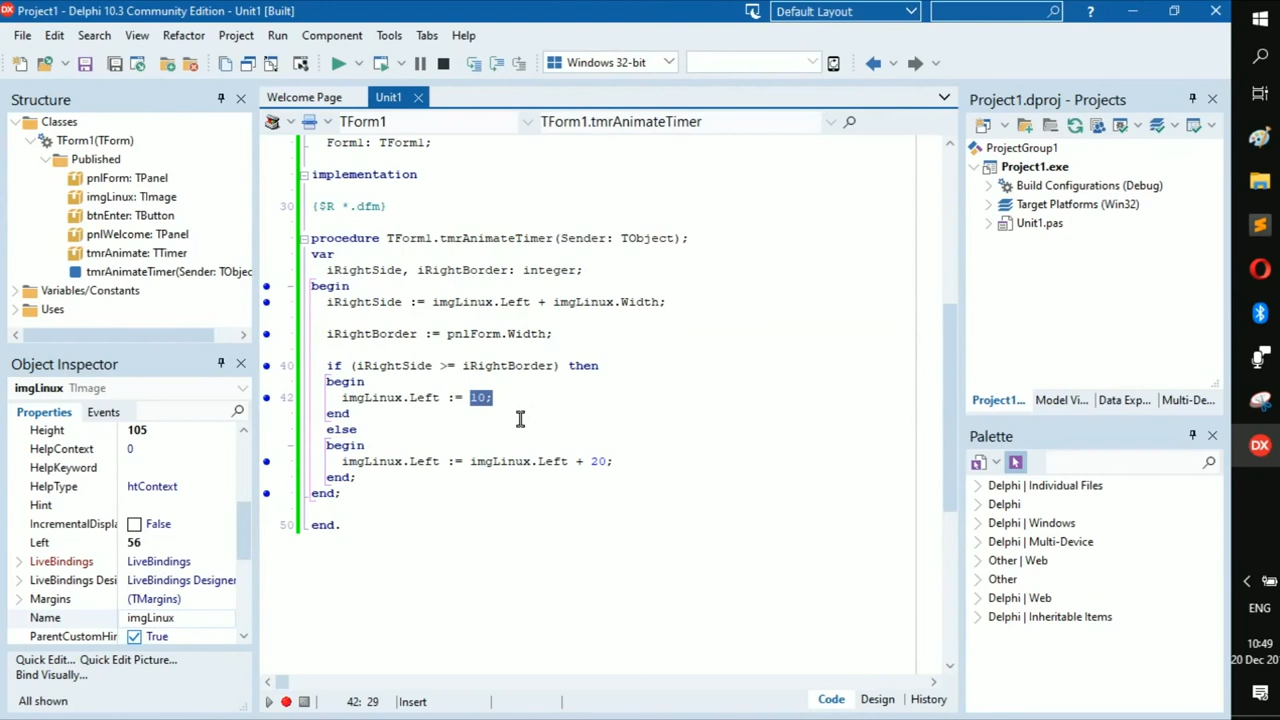 Project1 - Delphi 10.3 Community Edition - Unit1 [Built]
Default Layout
?
File Edit Search View Refactor Project Run Component Tools Tabs Help
Windows 32-bit
Structure
Classes
TForm1(TForm)
Published
pnlForm: TPanel
imgLinux: TImage
btnEnter: TButton
pnlWelcome: TPanel
tmrAnimate: TTimer
tmrAnimateTimer(Sender: TObjec
Variables/Constants
Uses
Object Inspector
imgLinux TImage
Properties Events
Height 105
HelpContext 0
HelpKeyword
HelpType htContext
Hint
IncrementalDispla False
Left 56
LiveBindings LiveBindings
LiveBindings Desi LiveBindings Designer
Margins (TMargins)
Name imgLinux
ParentCustomHir True
Quick Edit... Quick Edit Picture...
Bind Visually...
All shown
Welcome Page Unit1
TForm1 TForm1.tmrAnimateTimer
Form1: TForm1;
implementation
30 {$R *.dfm}
procedure TForm1.tmrAnimateTimer(Sender: TObject);
var
iRightSide, iRightBorder: integer;
begin
iRightSide := imgLinux.Left + imgLinux.Width;
iRightBorder := pnlForm.Width;
40 if (iRightSide >= iRightBorder) then
begin
42 imgLinux.Left := 10;
end
else
begin
imgLinux.Left := imgLinux.Left + 20;
end;
end;
50 end.
42: 29 Insert
Code Design History
Project1.dproj - Projects
ProjectGroup1
Project1.exe
Build Configurations (Debug)
Target Platforms (Win32)
Unit1.pas
Project1... Model Vi... Data Exp... Multi-De...
Palette
Delphi | Individual Files
Delphi
Delphi | Windows
Delphi | Multi-Device
Other | Web
Other
Delphi | Web
Delphi | Inheritable Items
DX
ENG
10:49
20 Dec 20